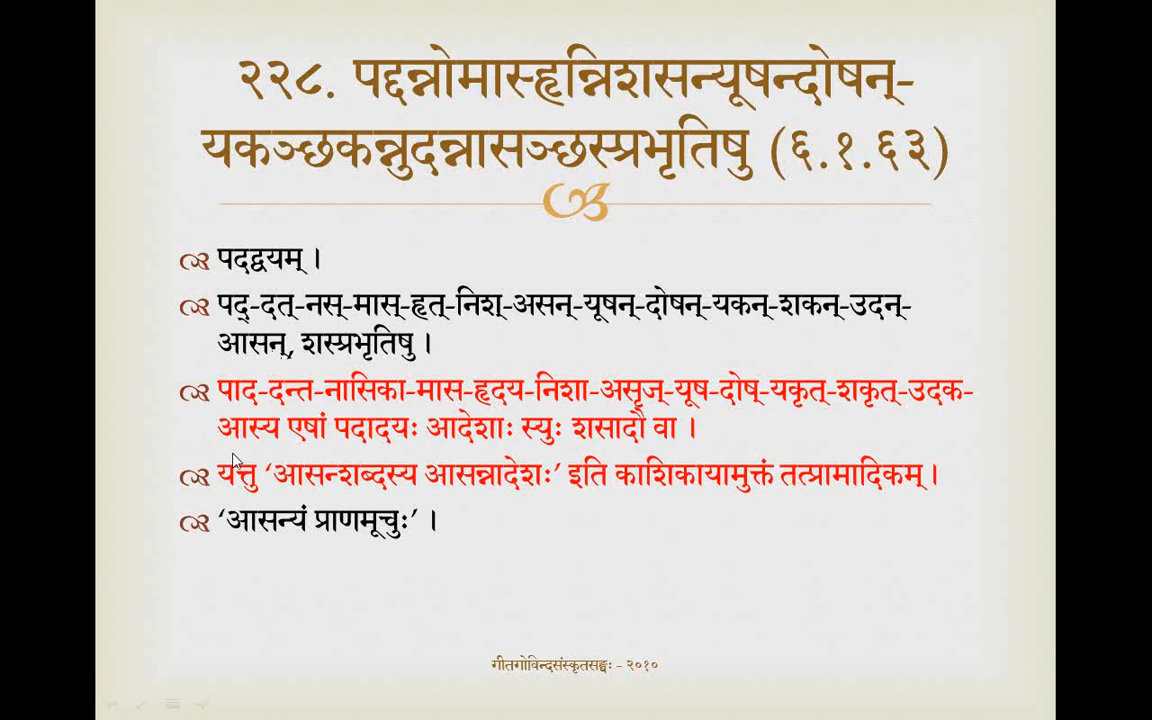 २२८. पद्दन्नोमास्हृन्निशसन्यूषन्दोषन्-
यकञ्छकन्नुदन्नासञ्छस्प्रभृतिषु (६.१.६३)
पदद्वयम् ।
पद्-दत्-नस्-मास्-हृत्-निश्-असन्-यूषन्-दोषन्-यकन्-शकन्-उदन्-
आसन्, शस्प्रभृतिषु ।
पाद-दन्त-नासिका-मास-हृदय-निशा-असृज्-यूष-दोष्-यकृत्-शकृत्-उदक-
आस्य एषां पदादयः आदेशाः स्युः शसादौ वा ।
यत्तु ‘आसन्शब्दस्य आसन्नादेशः’ इति काशिकायामुक्तं तत्प्रामादिकम् ।
‘आसन्यं प्राणमूचुः’ ।
गीतगोविन्दसंस्कृतसङ्घः - २०१०